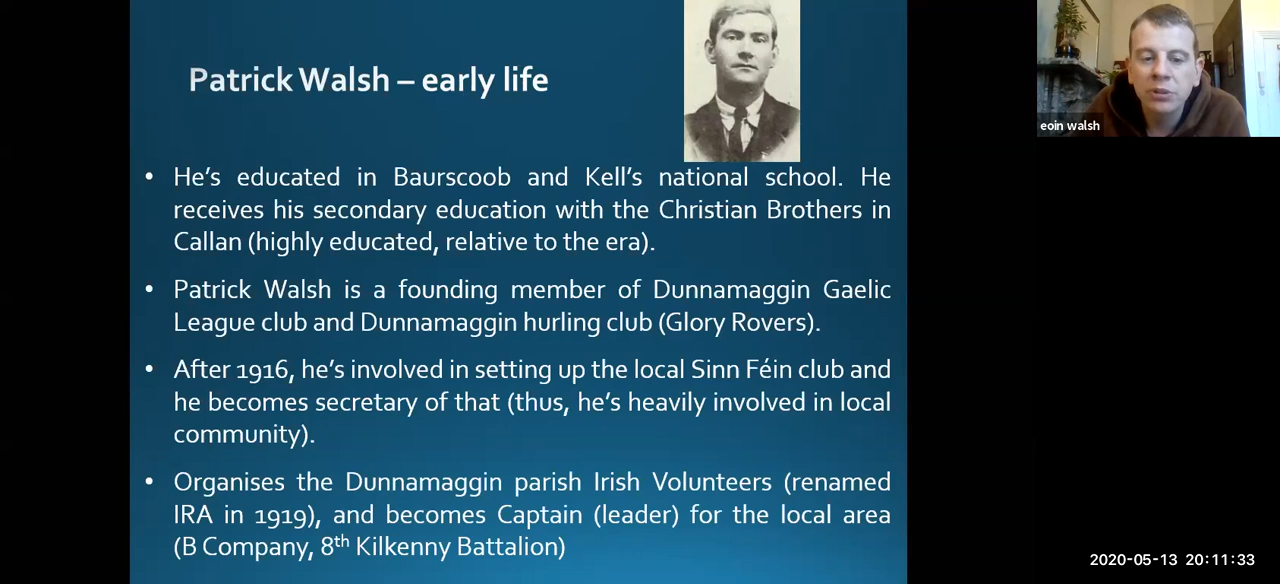 Patrick Walsh – early life
eoin walsh
• He's educated in Baurscoob and Kell's national school. He
receives his secondary education with the Christian Brothers in
Callan (highly educated, relative to the era).
• Patrick Walsh is a founding member of Dunnamaggin Gaelic
League club and Dunnamaggin hurling club (Glory Rovers).
• After 1916, he's involved in setting up the local Sinn Féin club and
he becomes secretary of that (thus, he's heavily involved in local
community).
• Organises the Dunnamaggin parish Irish Volunteers (renamed
IRA in 1919), and becomes Captain (leader) for the local area
(B Company, 8th Kilkenny Battalion)
2020-05-13 20:11:33